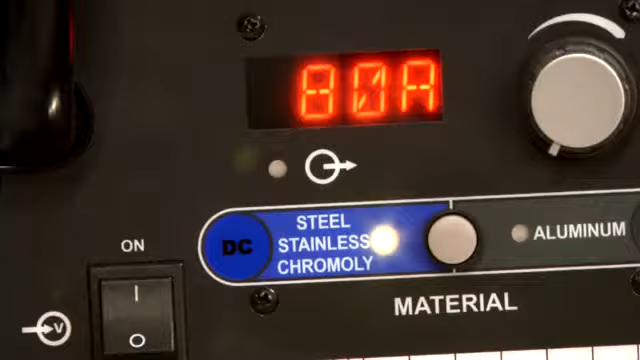 80A
DC
STEEL
STAINLESS
CHROMOLY
ALUMINUM
ON
I
O
V
MATERIAL